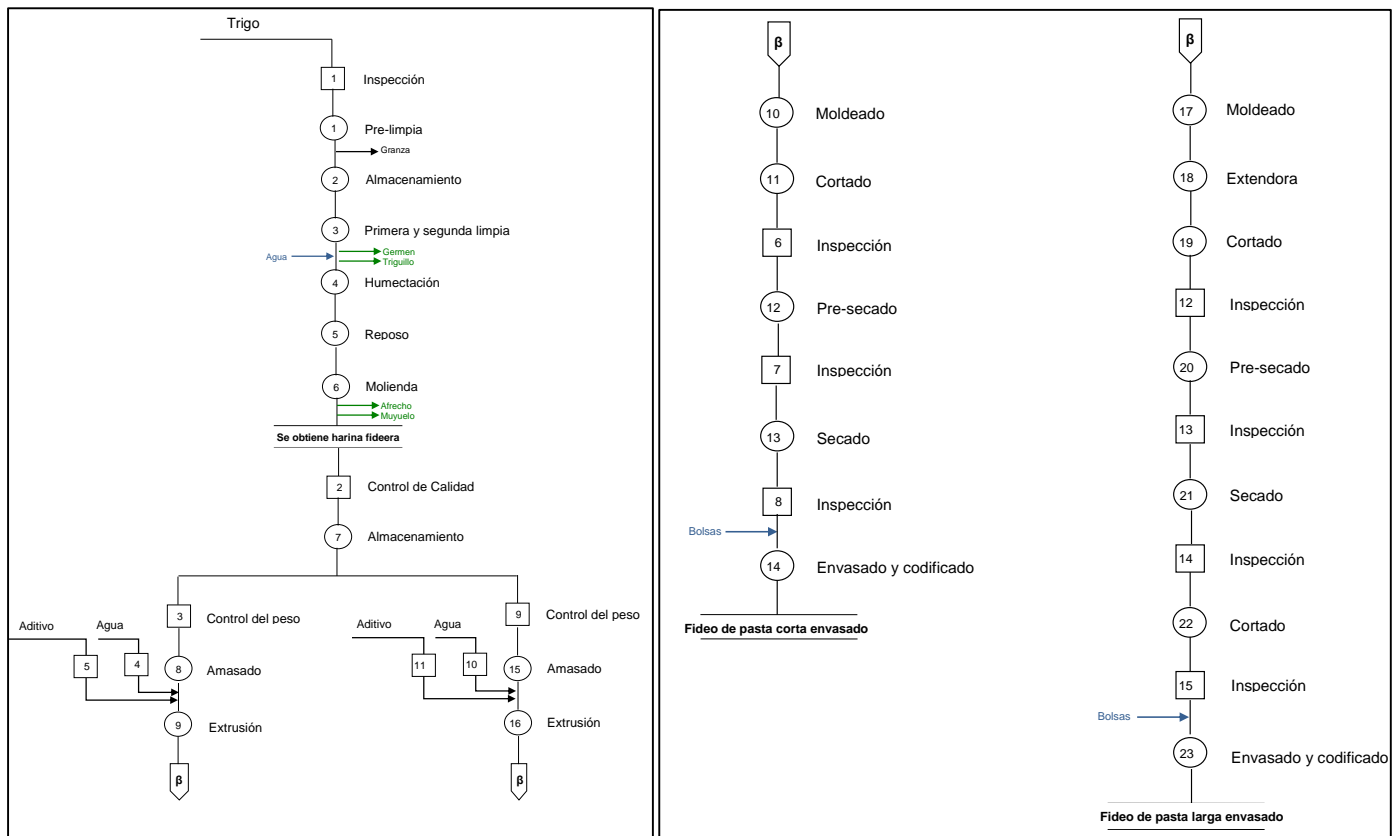 Trigo
1 Inspección
1 Pre-limpia
Granza
2 Almacenamiento
3 Primera y segunda limpia
Agua
Germen
Triguillo
4 Humectación
5 Reposo
6 Molienda
Afrecho
Muyuelo
Se obtiene harina fideera
2 Control de Calidad
7 Almacenamiento
3 Control del peso
Aditivo
Agua
5
4
8 Amasado
9 Extrusión
β
9 Control del peso
Aditivo
Agua
11
10
15 Amasado
16 Extrusión
β
β
10 Moldeado
11 Cortado
6 Inspección
12 Pre-secado
7 Inspección
13 Secado
8 Inspección
Bolsas
14 Envasado y codificado
Fideo de pasta corta envasado
β
17 Moldeado
18 Extendora
19 Cortado
12 Inspección
20 Pre-secado
13 Inspección
21 Secado
14 Inspección
22 Cortado
15 Inspección
Bolsas
23 Envasado y codificado
Fideo de pasta larga envasado